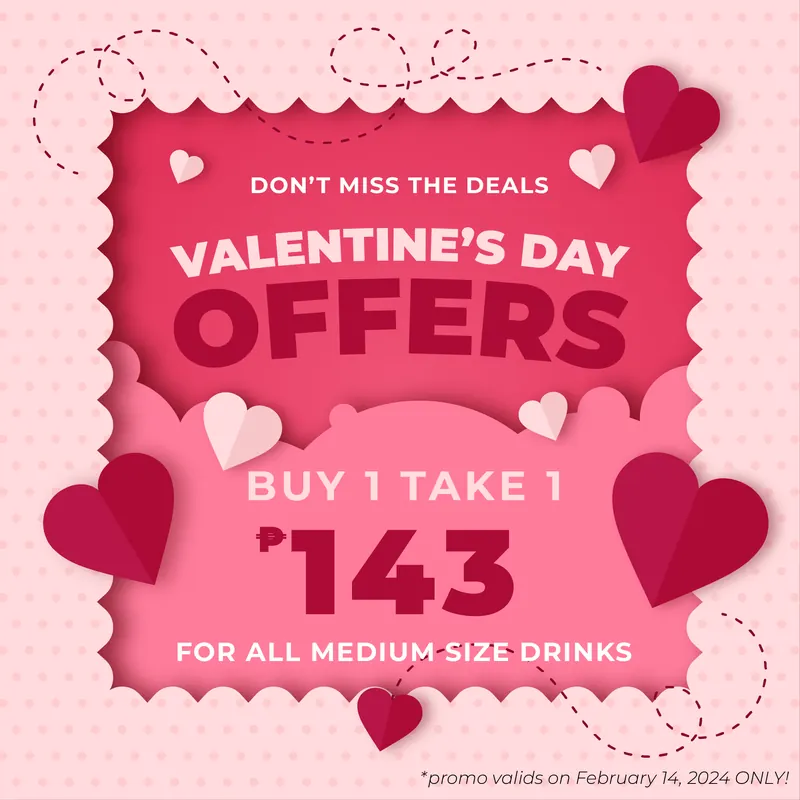 DON'T MISS THE DEALS
VALENTINE'S DAY
OFFERS
BUY 1 TAKE 1
₱143
FOR ALL MEDIUM SIZE DRINKS
*promo valids on February 14, 2024 ONLY!